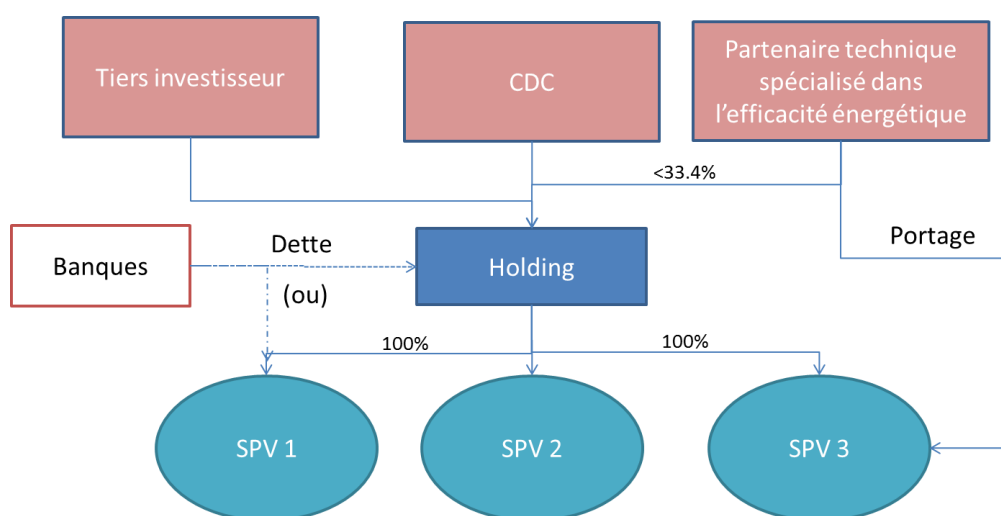 Tiers investisseur
CDC
Partenaire technique
spécialisé dans
l'efficacité énergétique
<33.4%
Portage
Banques
Dette
(ou)
Holding
100%
100%
SPV 1
SPV 2
SPV 3